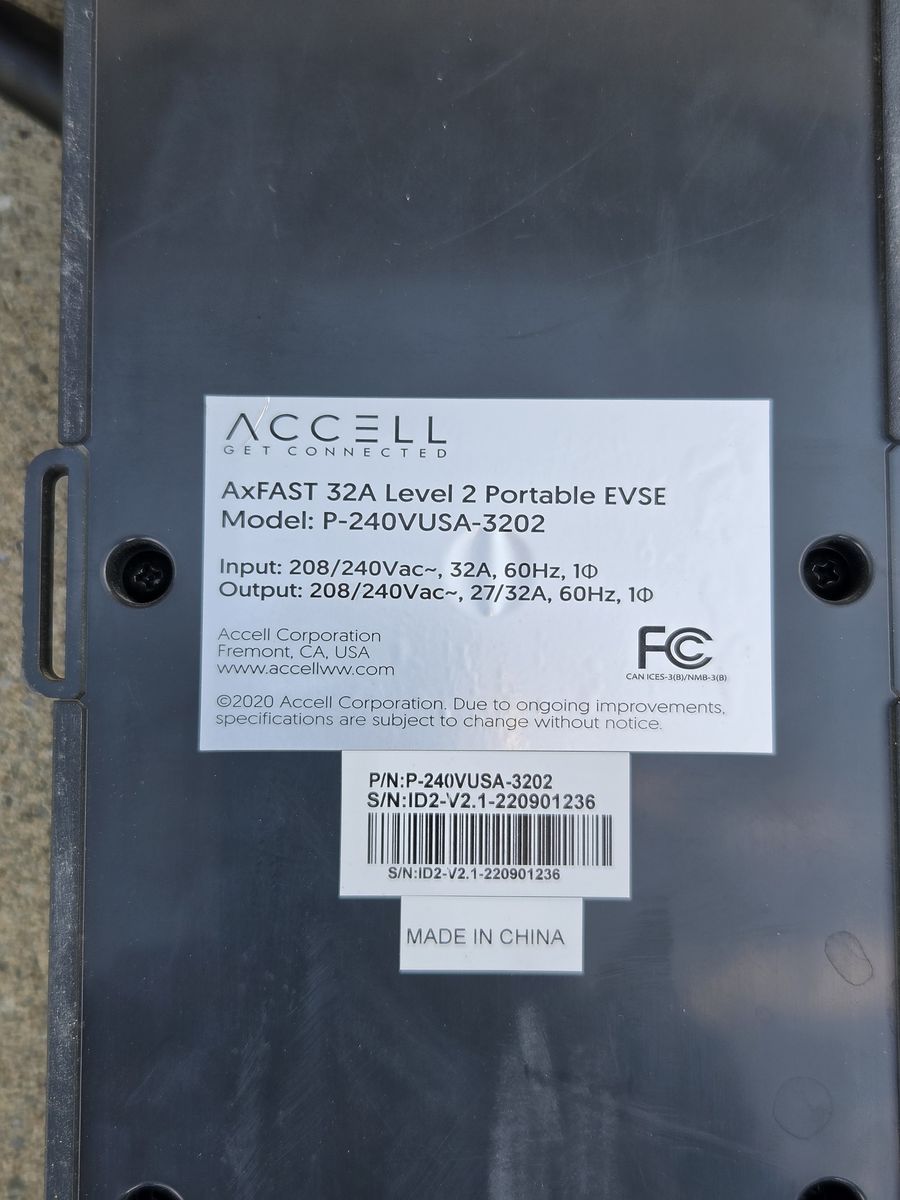 ACCELL
GET CONNECTED
AxFAST 32A Level 2 Portable EVSE
Model: P-240VUSA-3202
Input: 208/240Vac~, 32A, 60Hz, 1Φ
Output: 208/240Vac~, 27/32A, 60Hz, 1Φ
Accell Corporation
Fremont, CA, USA
www.accellww.com
FC
CAN ICES-3(B)/NMB-3(B)
©2020 Accell Corporation. Due to ongoing improvements,
specifications are subject to change without notice.
P/N:P-240VUSA-3202
S/N:ID2-V2.1-220901236
S/N:ID2-V2.1-220901236
MADE IN CHINA